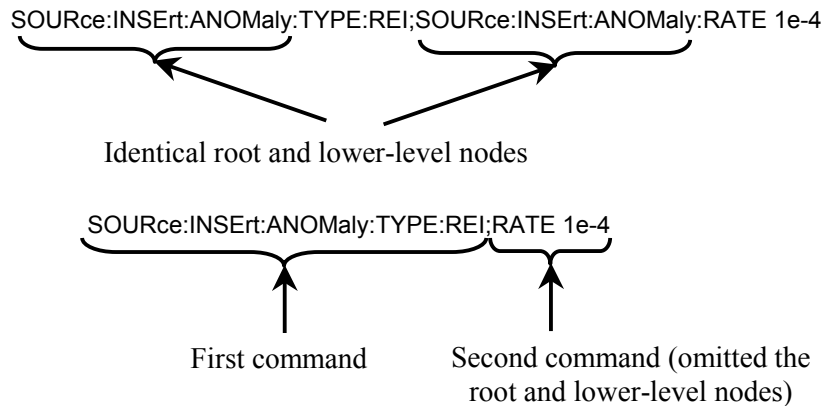 SOURce:INSErt:ANOMaly:TYPE:REI;SOURce:INSErt:ANOMaly:RATE 1e-4
Identical root and lower-level nodes
SOURce:INSErt:ANOMaly:TYPE:REI;RATE 1e-4
First command
Second command (omitted the
root and lower-level nodes)